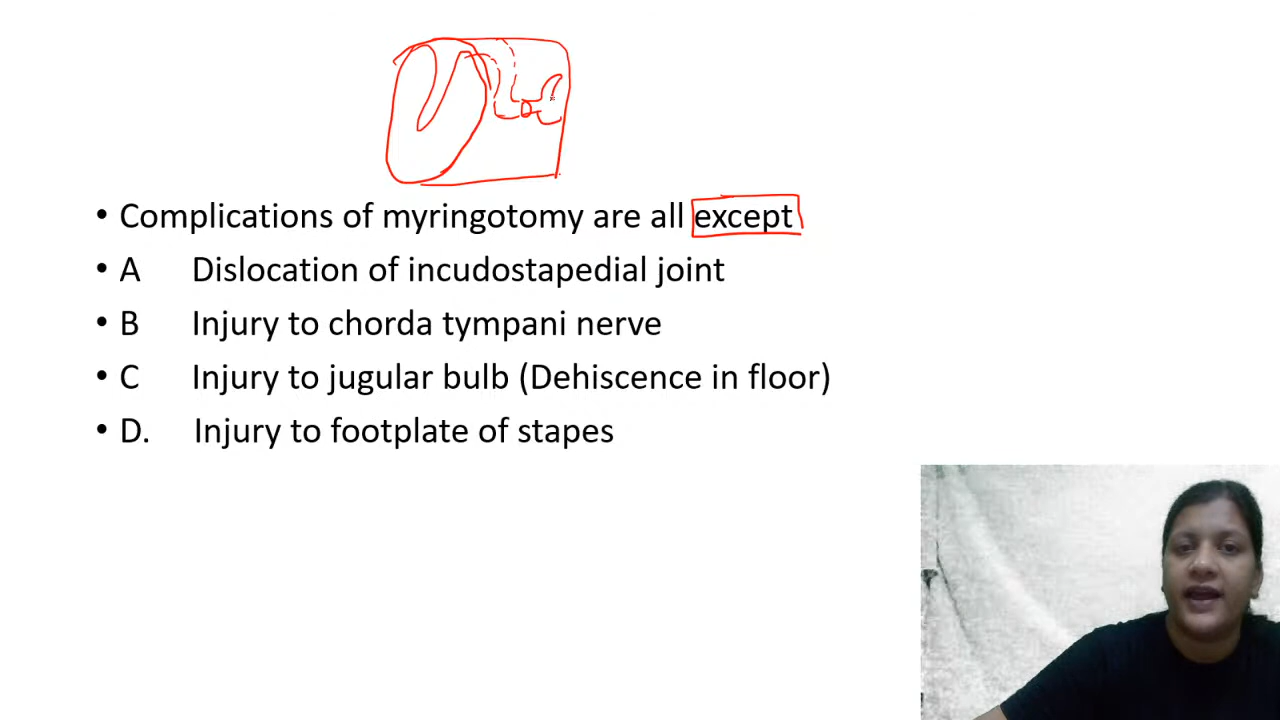 • Complications of myringotomy are all except
• A Dislocation of incudostapedial joint
• B Injury to chorda tympani nerve
• C Injury to jugular bulb (Dehiscence in floor)
• D. Injury to footplate of stapes